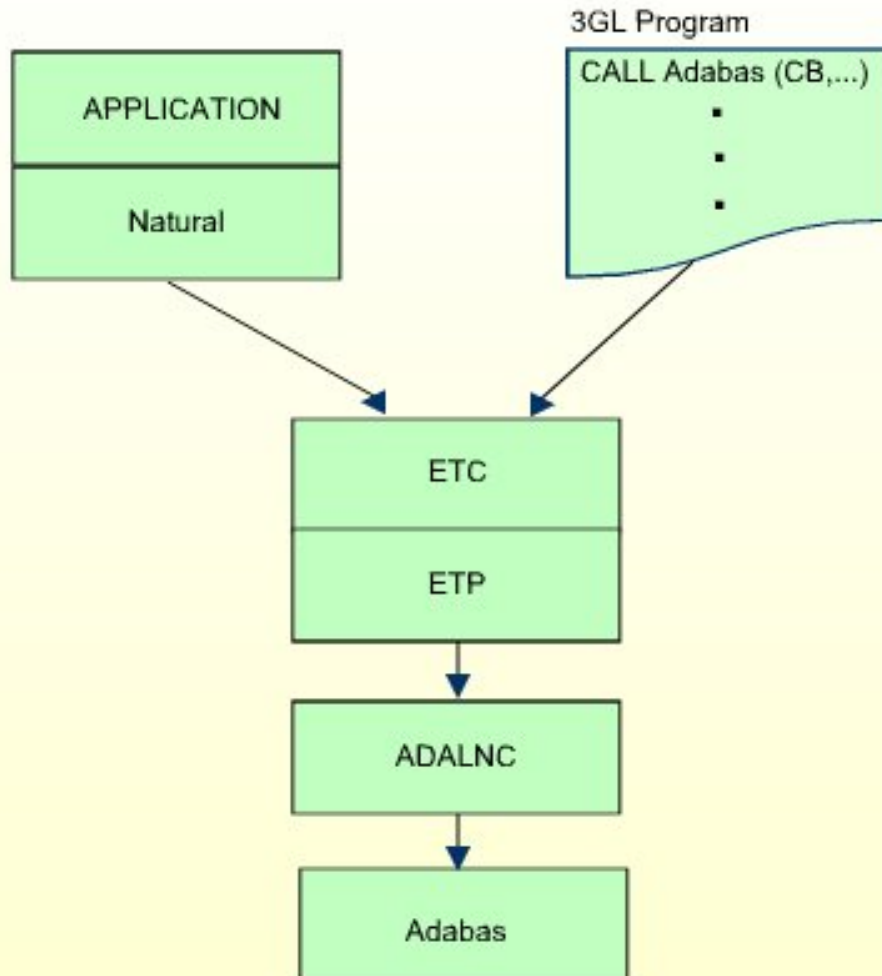 3GL Program
APPLICATION
Natural
CALL Adabas (CB,...)
ETC
ETP
ADALNC
Adabas